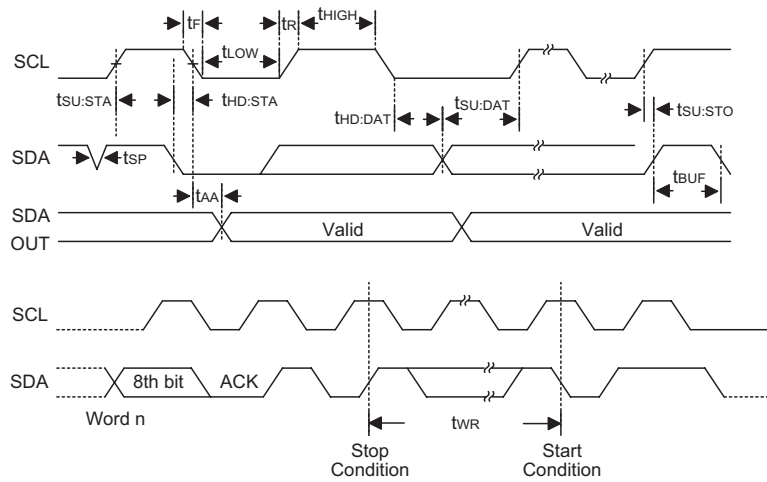 tF tR tHIGH
SCL tLOW
tSU:STA tHD:STA tHD:DAT tSU:DAT tSU:STO
SDA tSP tBUF
tAA
SDA
OUT Valid Valid
SCL
SDA 8th bit ACK
Word n tWR
Stop Start
Condition Condition